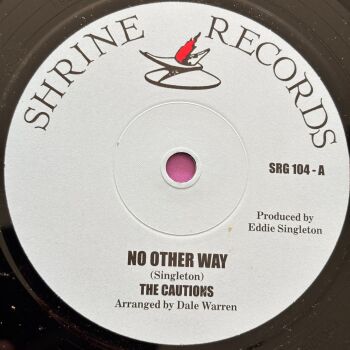 SHRINE RECORDS
SRG 104 - A
Produced by
Eddie Singleton
NO OTHER WAY
(Singleton)
THE CAUTIONS
Arranged by Dale Warren